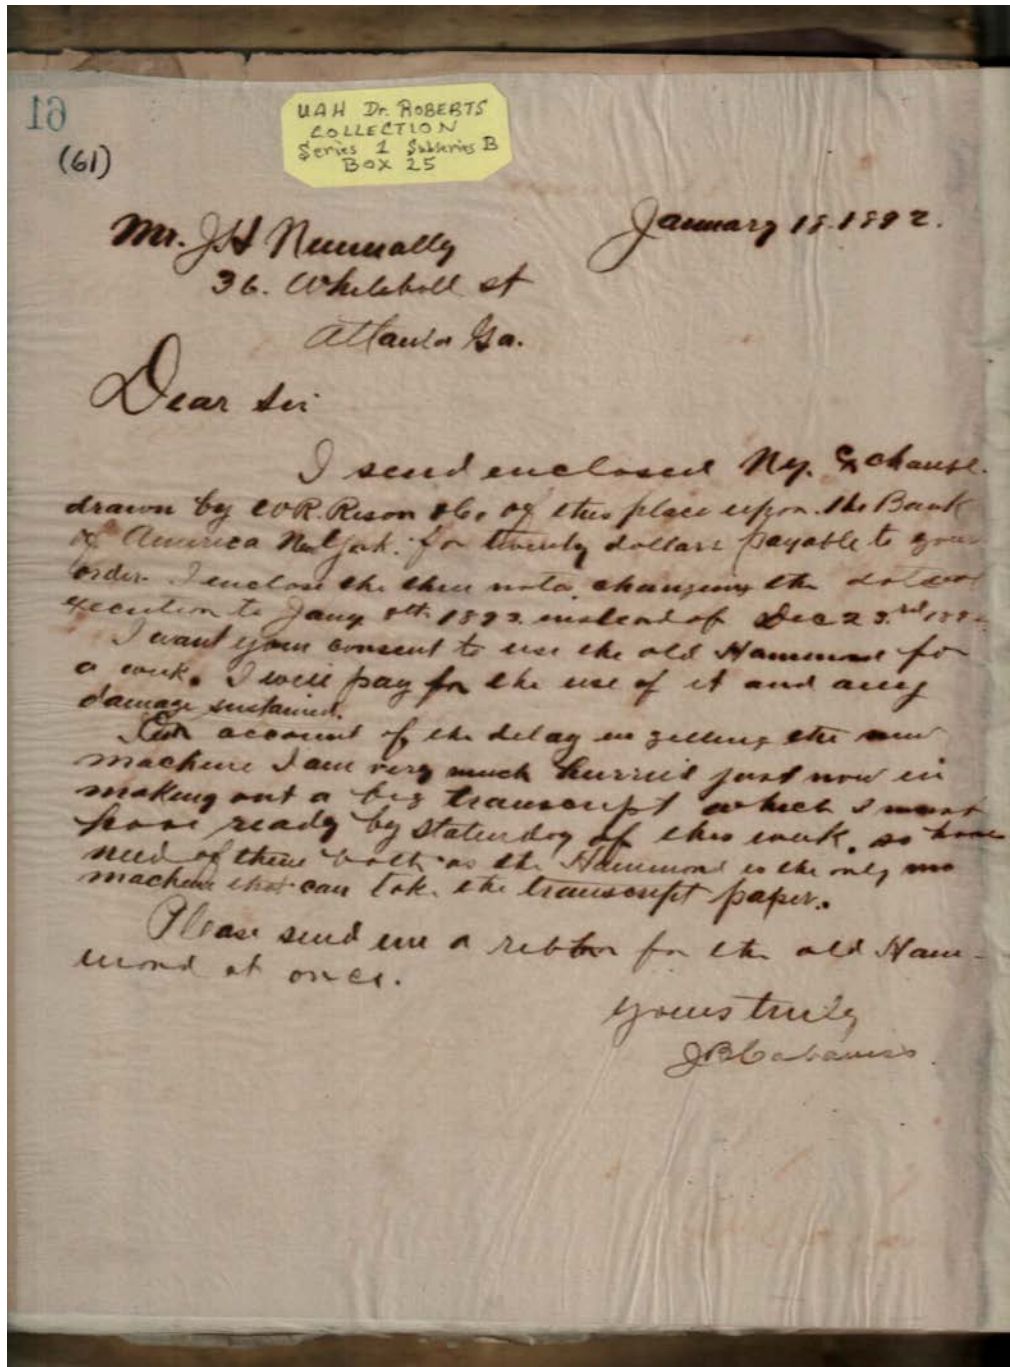 61
(61)
UAH Dr. ROBERTS
COLLECTION
Series 1 Subseries B
BOX 25
January 18. 1892.
Mr. J H Nunnally
36. Whitehall st
Atlanta Ga.
Dear Sir
I send enclosed Ny. Exchange
drawn by W.R. Rison & Co of this place upon the Bank
of America New York. for twenty dollars payable to your
order. I enclose the then note, changing the date of
execution to Jany 8th 1892 instead of Dec 23rd 189
I want your consent to use the old Hammond for
a week. I will pay for the use of it and any
damage sustained.
On account of the delay in getting the new
machine I am very much hurried just now in
making out a big transcript which I must
have ready by Staturday of this week, so have
need of them both as the Hammond is the only
machine that can take the transcript paper.
Please send me a ribbon for the old Ham-
mond at once.
Yours truly
J B Cabaniss